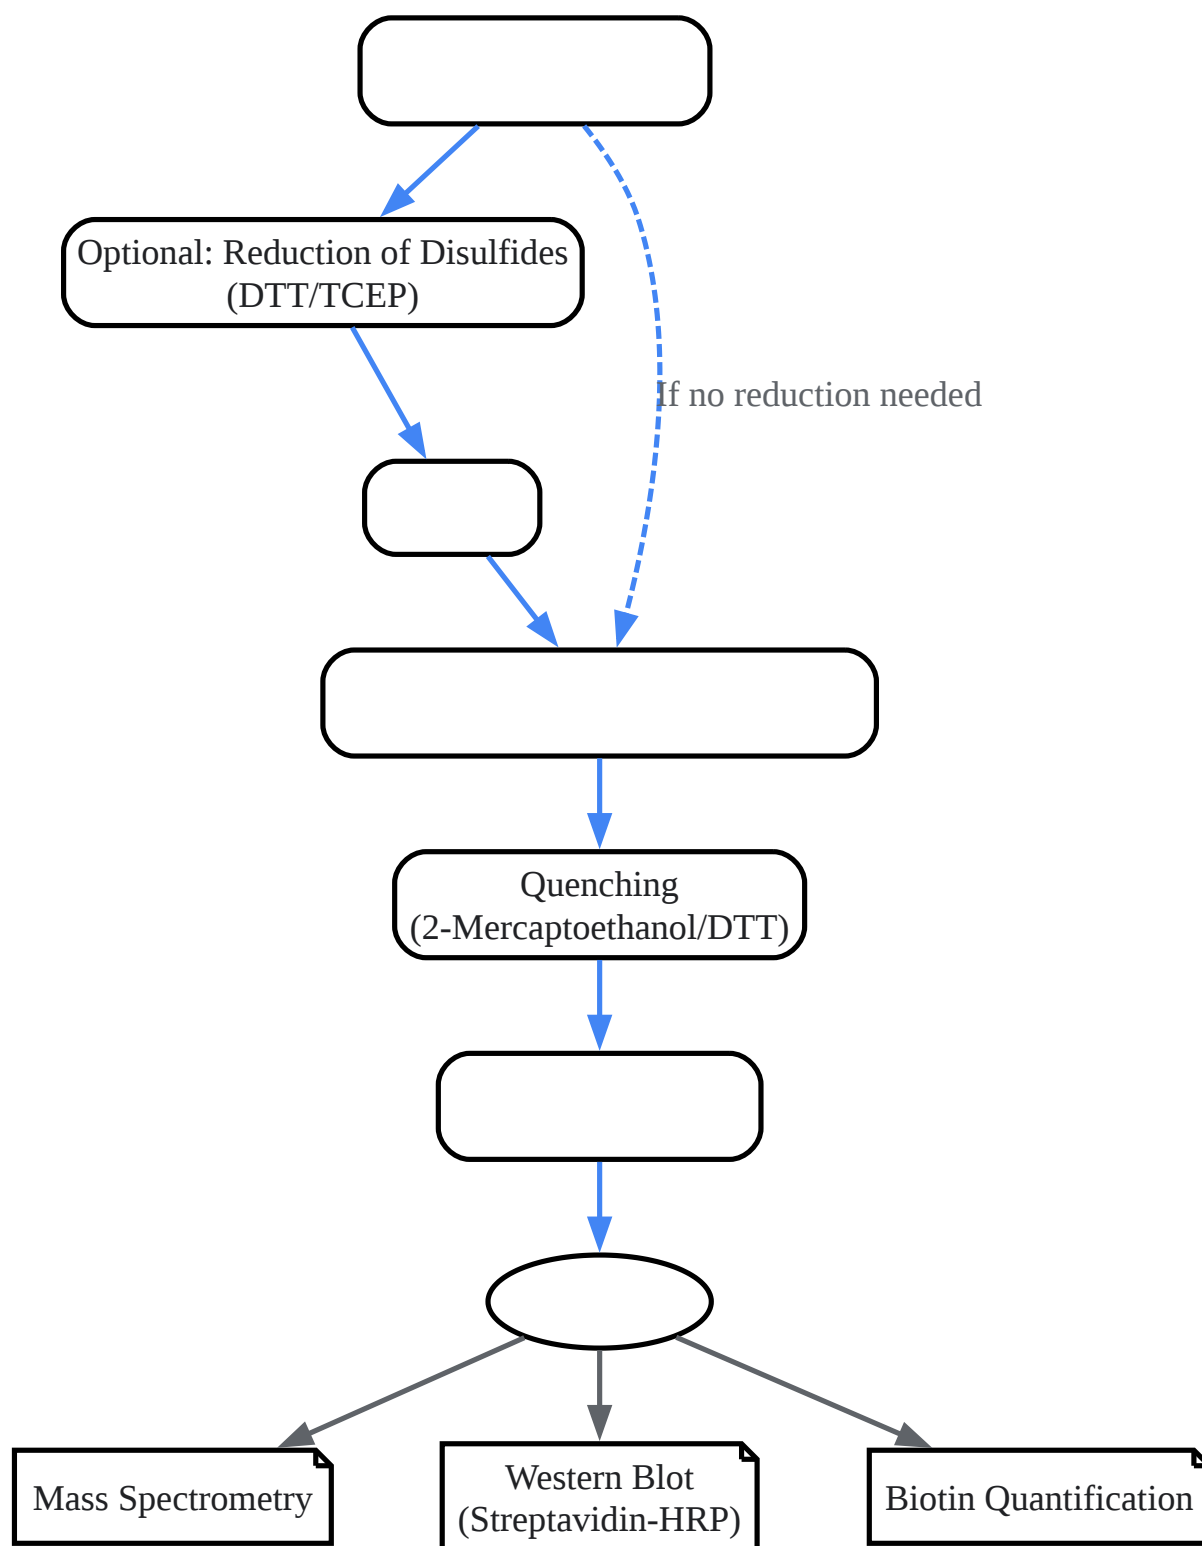 Optional: Reduction of Disulfides
(DTT/TCEP)
If no reduction needed
Quenching
(2-Mercaptoethanol/DTT)
Mass Spectrometry
Western Blot
(Streptavidin-HRP)
Biotin Quantification